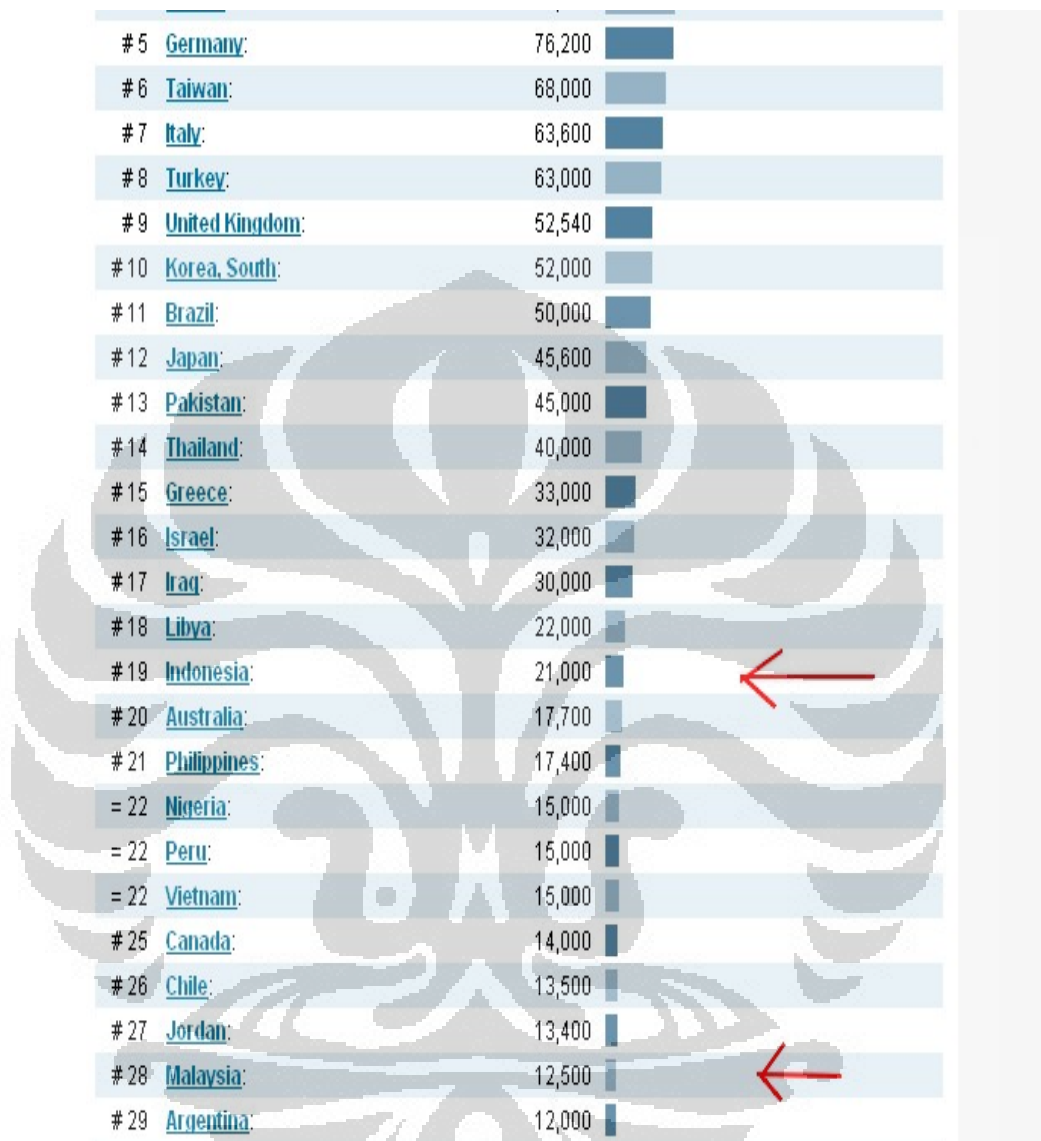 # 5 Germany: 76,200
# 6 Taiwan: 68,000
# 7 Italy: 63,600
# 8 Turkey: 63,000
# 9 United Kingdom: 52,540
# 10 Korea, South: 52,000
# 11 Brazil: 50,000
# 12 Japan: 45,600
# 13 Pakistan: 45,000
# 14 Thailand: 40,000
# 15 Greece: 33,000
# 16 Israel: 32,000
# 17 Iraq: 30,000
# 18 Libya: 22,000
# 19 Indonesia: 21,000
# 20 Australia: 17,700
# 21 Philippines: 17,400
= 22 Nigeria: 15,000
= 22 Peru: 15,000
= 22 Vietnam: 15,000
# 25 Canada: 14,000
# 26 Chile: 13,500
# 27 Jordan: 13,400
# 28 Malaysia: 12,500
# 29 Argentina: 12,000